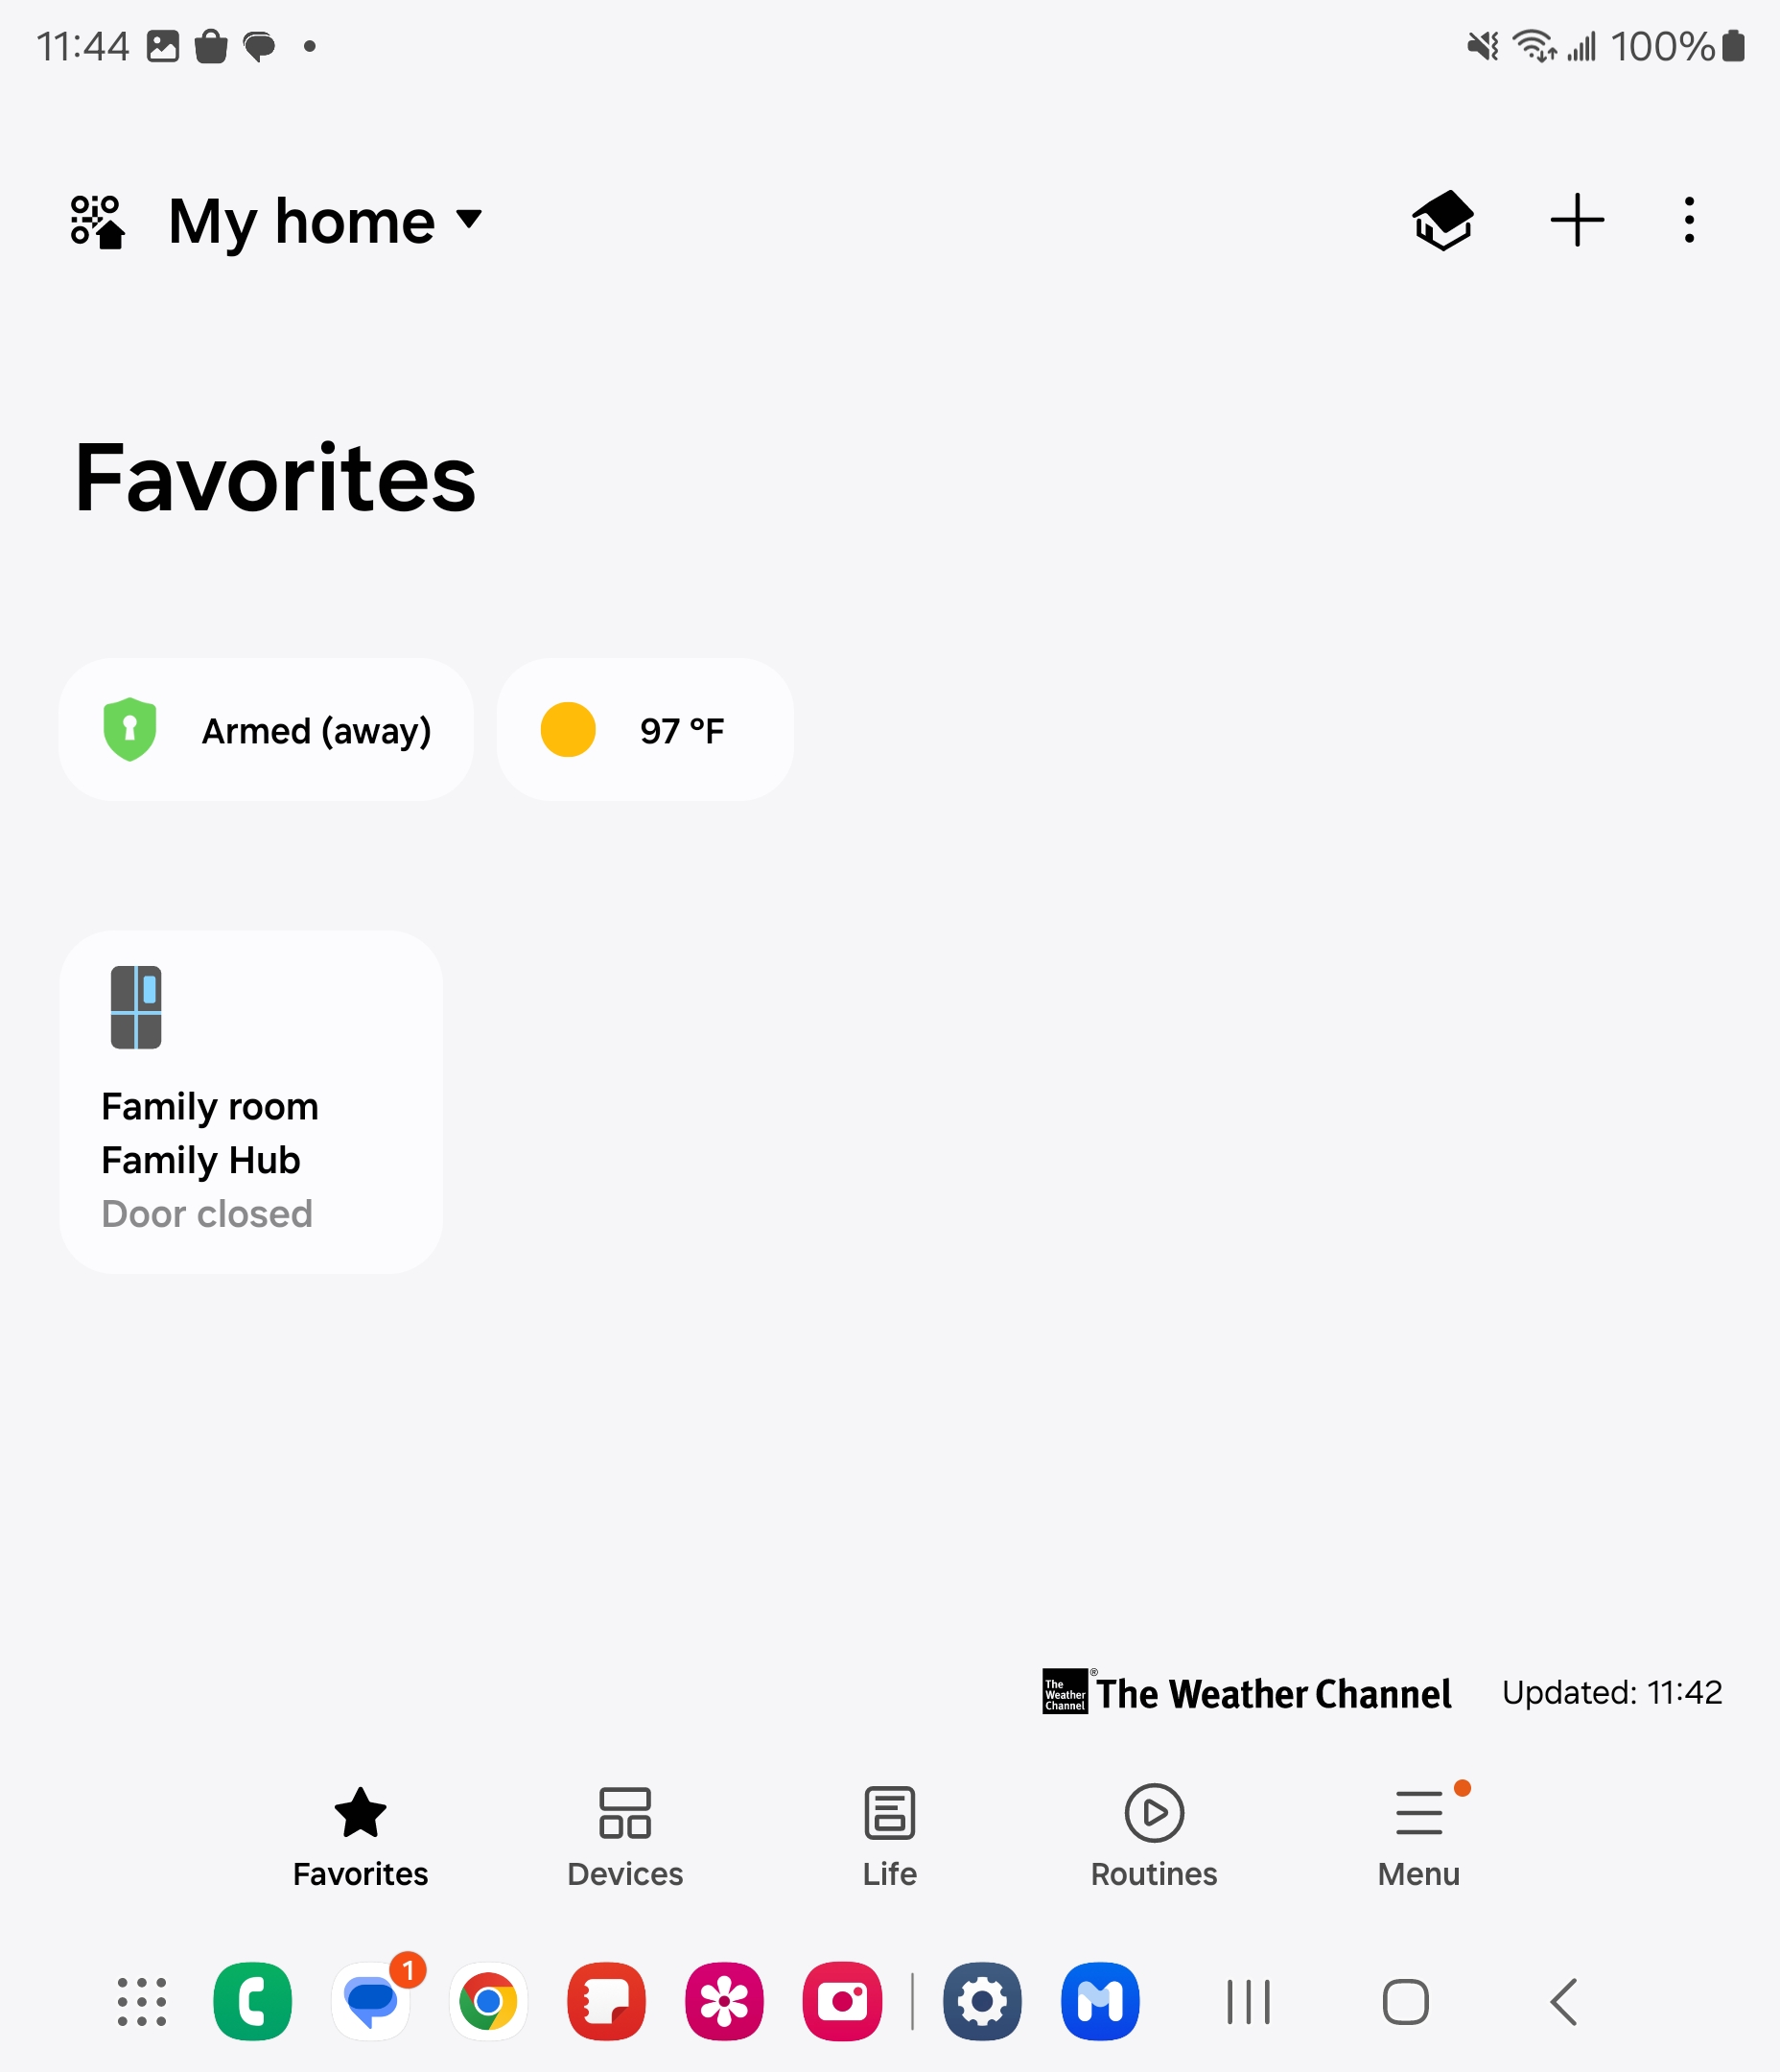 11:44
100%
My home
Favorites
Armed (away)
97 °F
Family room
Family Hub
Door closed
The
Weather
Channel
® The Weather Channel
Updated: 11:42
Favorites
Devices
Life
Routines
Menu
1